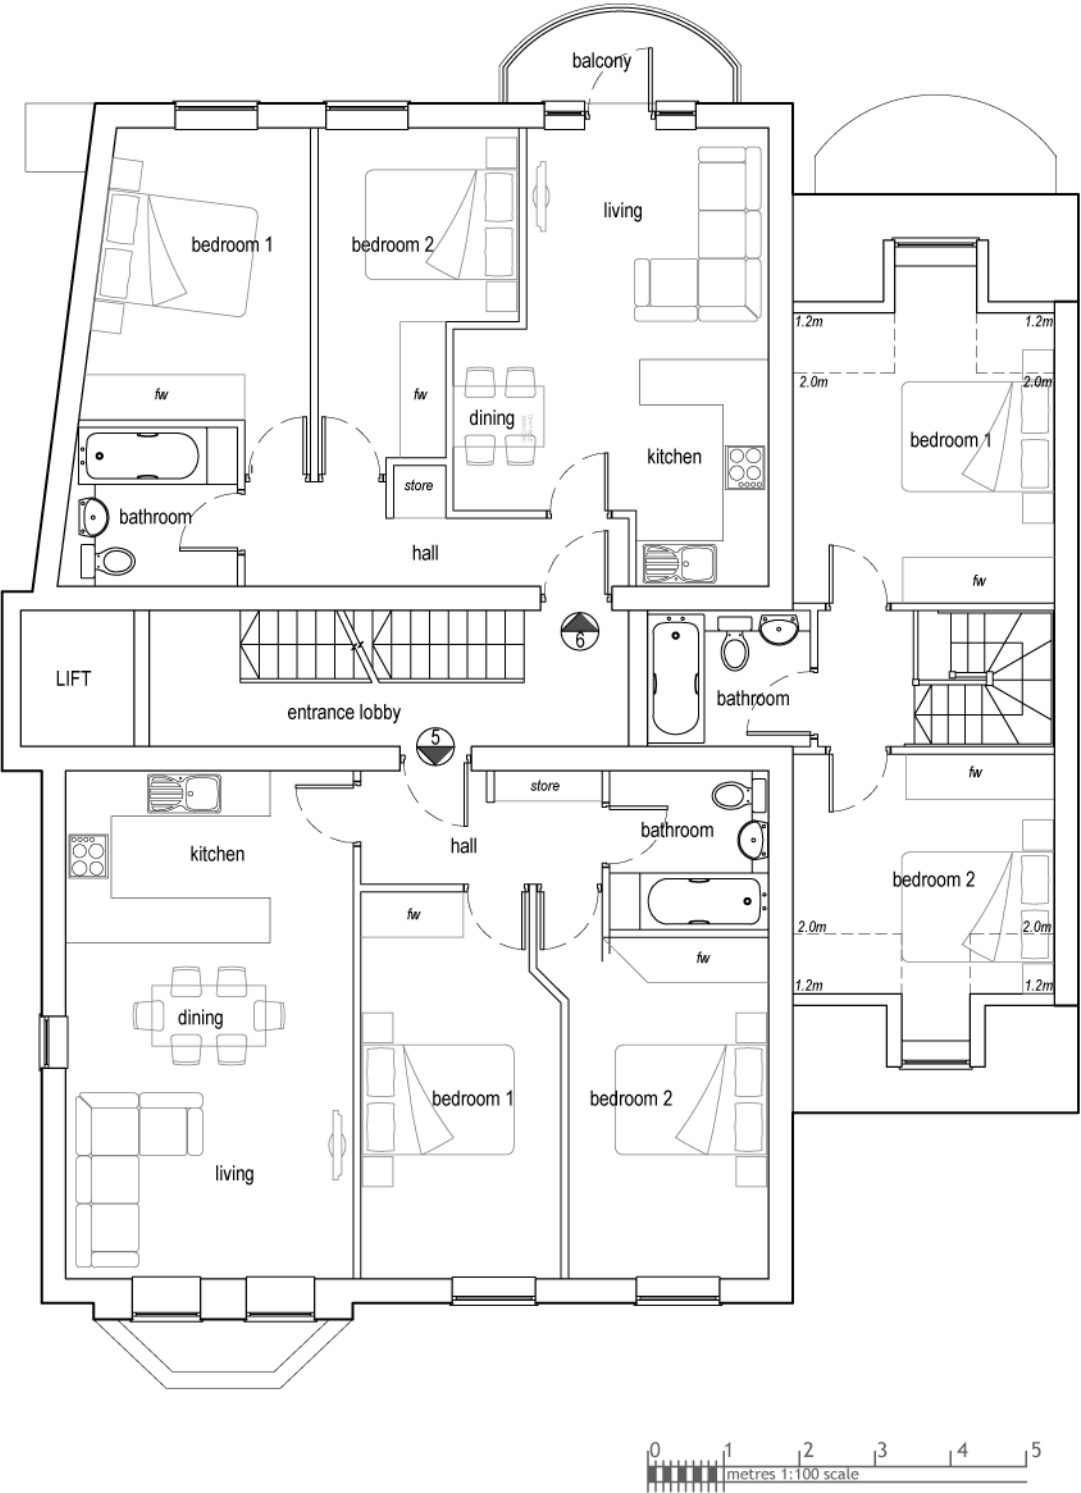 balcony
living
bedroom 1
bedroom 2
1.2m
1.2m
2.0m
2.0m
fw
fw
dining
bedroom 1
kitchen
store
bathroom
hall
fw
6
LIFT
bathroom
entrance lobby
5
fw
store
bathroom
hall
kitchen
bedroom 2
fw
2.0m
2.0m
fw
1.2m
1.2m
dining
bedroom 1
bedroom 2
living
0 1 2 3 4 5
metres 1:100 scale